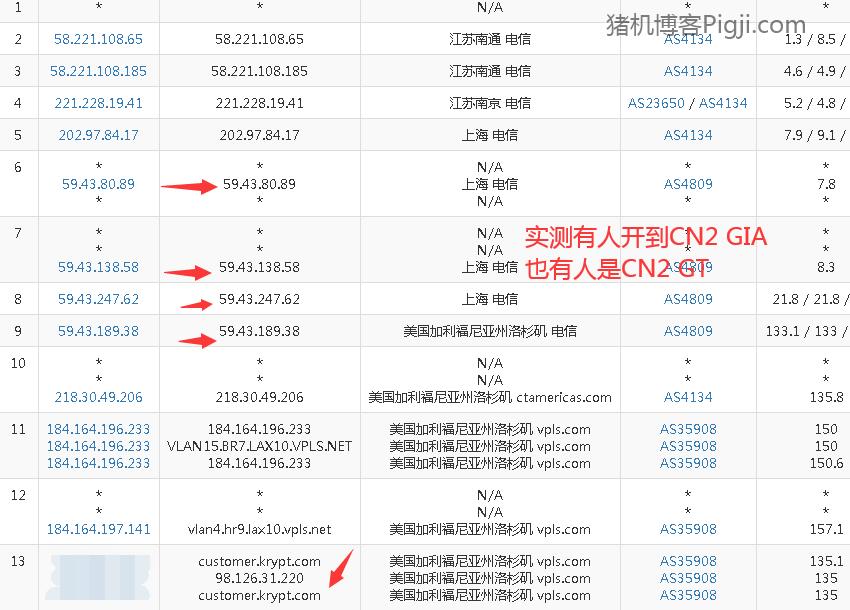 猪机博客Pigji.com
1 * * N/A *
2 58.221.108.65 58.221.108.65 江苏南通 电信 AS4134 1.3 / 8.5 /
3 58.221.108.185 58.221.108.185 江苏南通 电信 AS4134 4.6 / 4.9 /
4 221.228.19.41 221.228.19.41 江苏南京 电信 AS23650 / AS4134 5.2 / 4.8 /
5 202.97.84.17 202.97.84.17 上海 电信 AS4134 7.9 / 9.1 /
6 * * N/A * *
59.43.80.89 59.43.80.89 上海 电信 AS4809 7.8
* * N/A * *
7 * * N/A * *
* * N/A * *
59.43.138.58 59.43.138.58 上海 电信 AS4809 8.3
实测有人开到CN2 GIA
也有人是CN2 GT
8 59.43.247.62 59.43.247.62 上海 电信 AS4809 21.8 / 21.8 /
9 59.43.189.38 59.43.189.38 美国加利福尼亚州洛杉矶 电信 AS4809 133.1 / 133 /
10 * * N/A * *
* * N/A * *
218.30.49.206 218.30.49.206 美国加利福尼亚州洛杉矶 ctamericas.com AS4134 135.8
11 184.164.196.233 184.164.196.233 美国加利福尼亚州洛杉矶 vpls.com AS35908 150
184.164.196.233 VLAN15.BR7.LAX10.VPLS.NET 美国加利福尼亚州洛杉矶 vpls.com AS35908 150
184.164.196.233 184.164.196.233 美国加利福尼亚州洛杉矶 vpls.com AS35908 150.6
12 * * N/A * *
* * N/A * *
184.164.197.141 vlan4.hr9.lax10.vpls.net 美国加利福尼亚州洛杉矶 vpls.com AS35908 157.1
13 customer.krypt.com 美国加利福尼亚州洛杉矶 vpls.com AS35908 135.1
98.126.31.220 美国加利福尼亚州洛杉矶 vpls.com AS35908 135
customer.krypt.com 美国加利福尼亚州洛杉矶 vpls.com AS35908 135